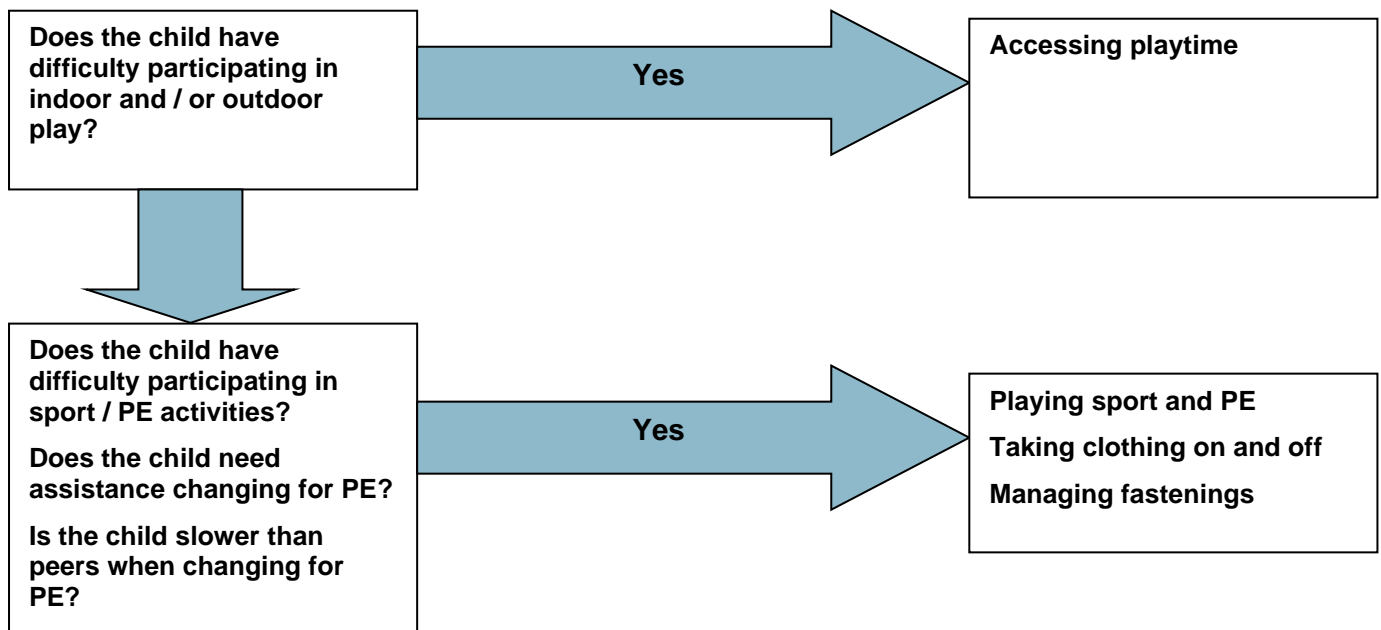 Does the child have
difficulty participating in
indoor and / or outdoor
play?
Yes
Accessing playtime
Does the child have
difficulty participating in
sport / PE activities?
Does the child need
assistance changing for PE?
Is the child slower than
peers when changing for
PE?
Yes
Playing sport and PE
Taking clothing on and off
Managing fastenings